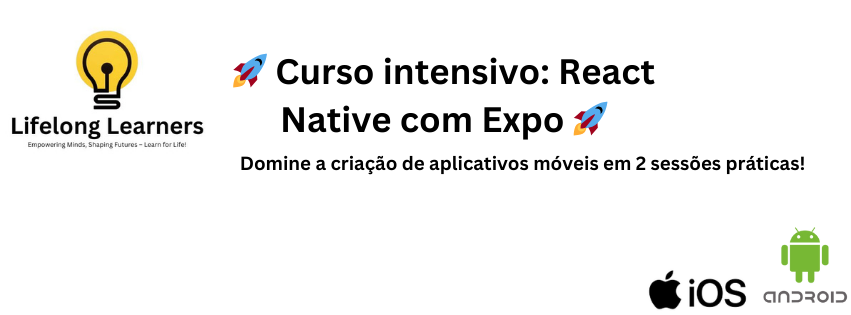 🚀 Curso intensivo: React
Native com Expo 🚀
Domine a criação de aplicativos móveis em 2 sessões práticas!
Lifelong Learners
Empowering Minds, Shaping Futures – Learn for Life!
iOS
ANDROID